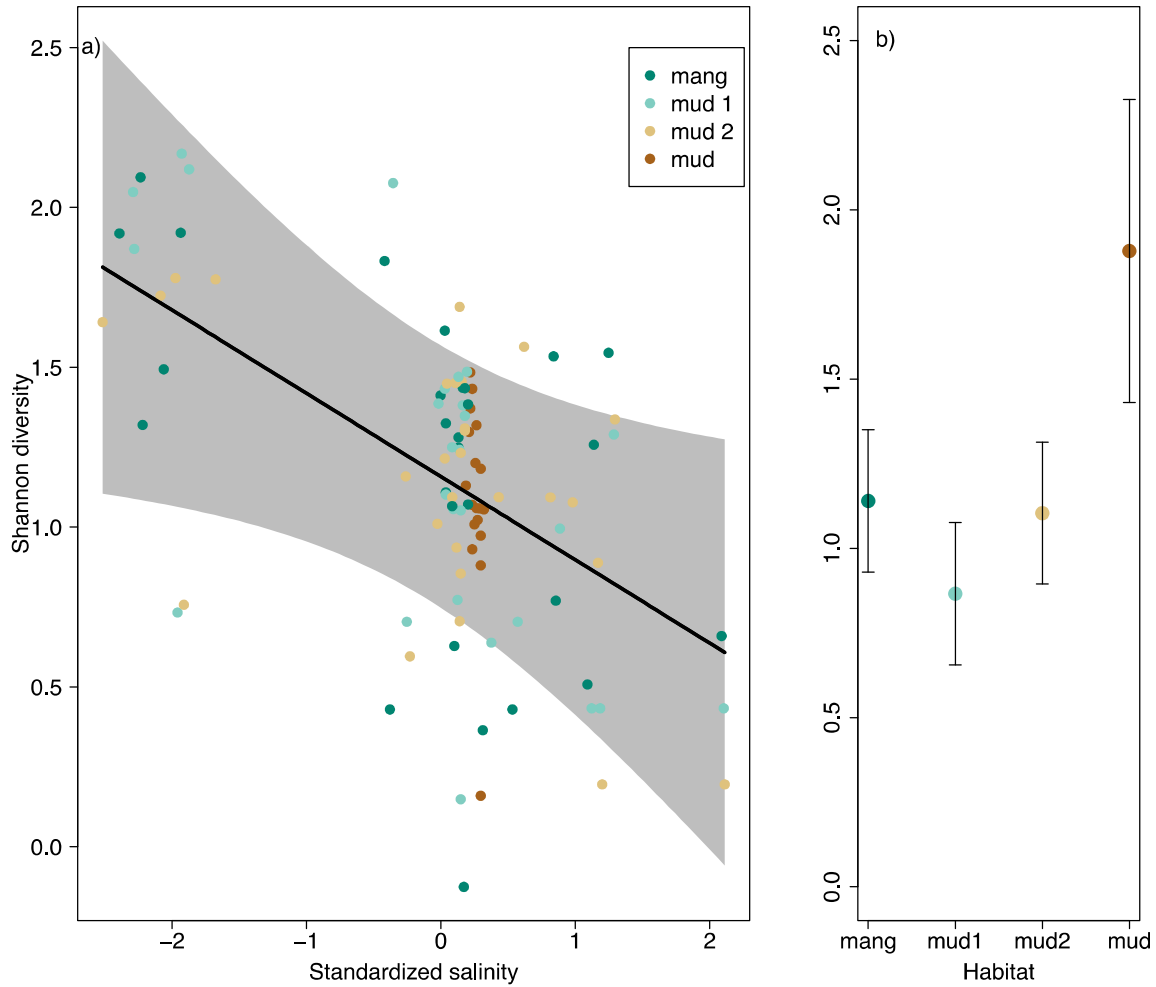 a)
mang
mud 1
mud 2
mud
2.5
2.0
1.5
1.0
0.5
0.0
Shannon diversity
−2 −1 0 1 2
Standardized salinity
b)
2.5
2.0
1.5
1.0
0.5
0.0
mang mud1 mud2 mud
Habitat